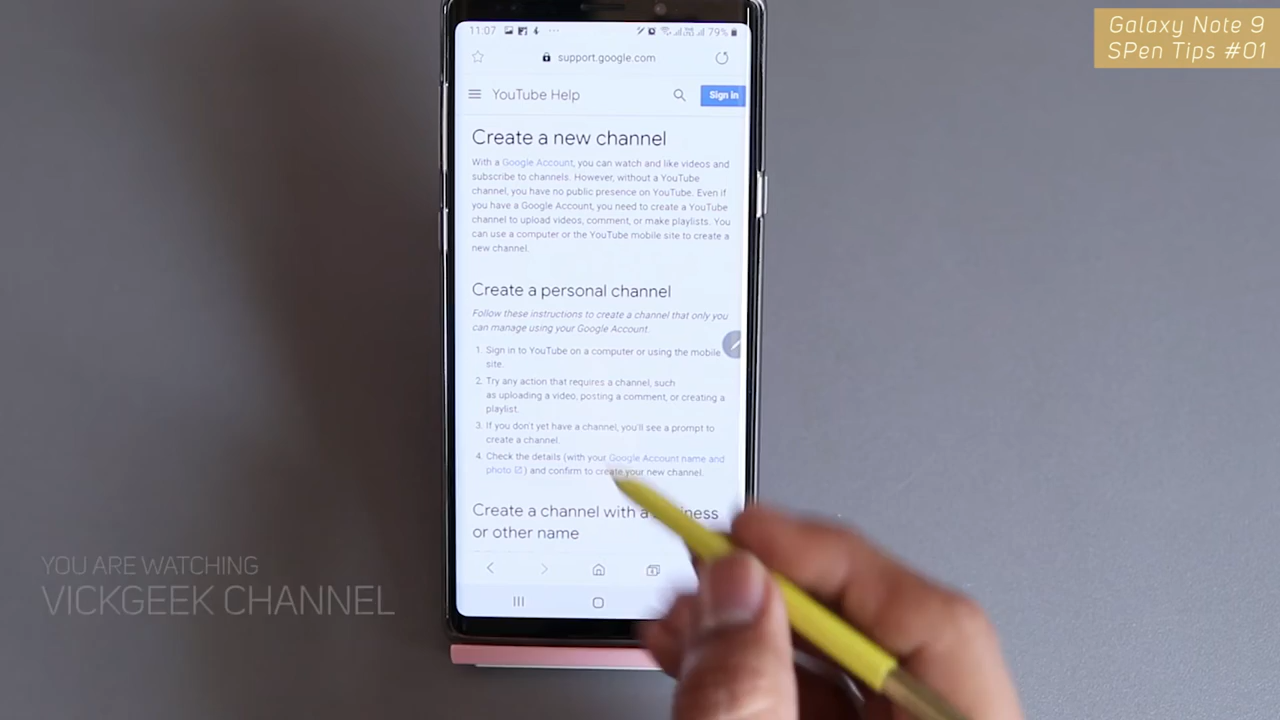 Galaxy Note 9
SPen Tips #01
11:07
79%
support.google.com
YouTube Help
Sign in
Create a new channel
With a Google Account, you can watch and like videos and
subscribe to channels. However, without a YouTube
channel, you have no public presence on YouTube. Even if
you have a Google Account, you need to create a YouTube
channel to upload videos, comment, or make playlists. You
can use a computer or the YouTube mobile site to create a
new channel.
Create a personal channel
Follow these instructions to create a channel that only you
can manage using your Google Account.
1. Sign in to YouTube on a computer or using the mobile
site.
2. Try any action that requires a channel, such
as uploading a video, posting a comment, or creating a
playlist.
3. If you don't yet have a channel, you'll see a prompt to
create a channel.
4. Check the details (with your Google Account name and
photo ) and confirm to create your new channel.
Create a channel with a business
or other name
YOU ARE WATCHING
VICKGEEK CHANNEL